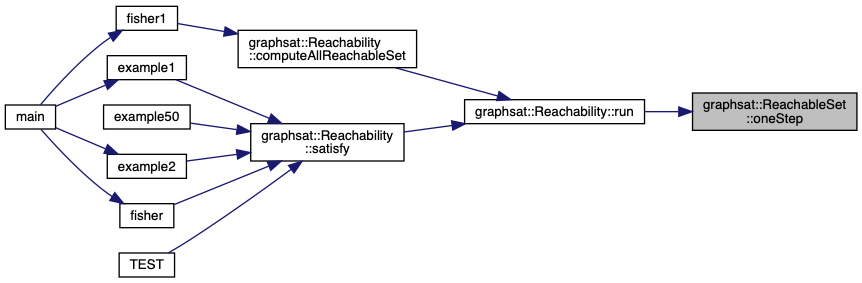 fisher1
graphsat::Reachability
::computeAllReachableSet
example1
main
example50
graphsat::Reachability
::satisfy
graphsat::Reachability::run
graphsat::ReachableSet
::oneStep
example2
fisher
TEST